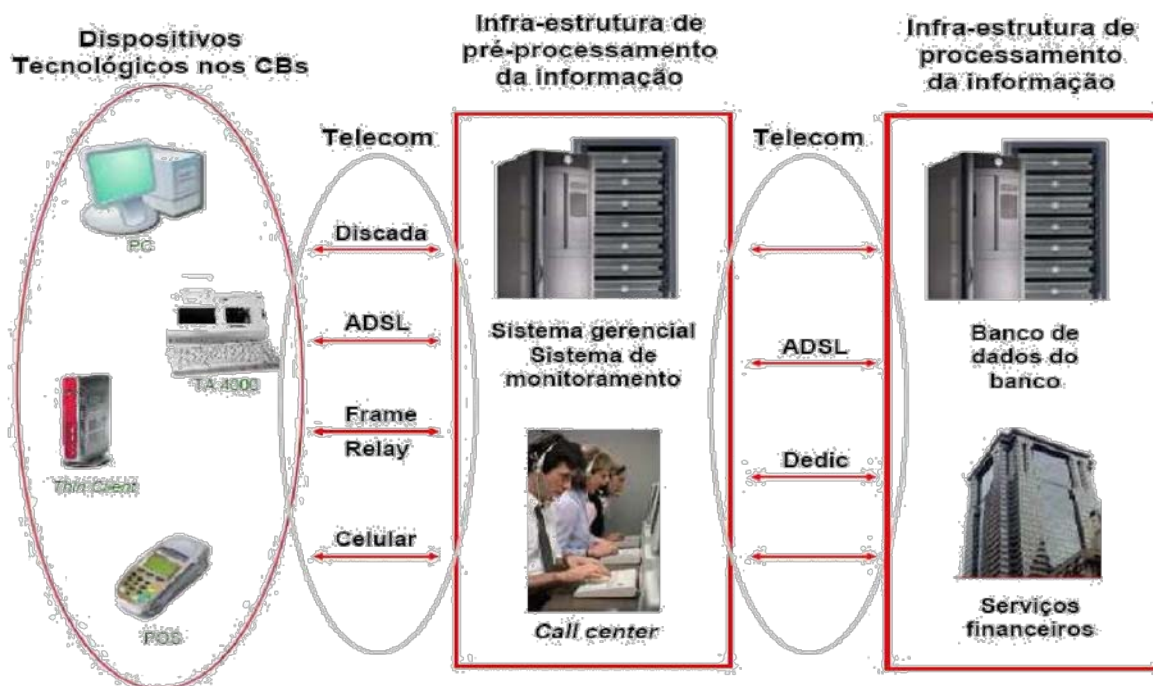 Dispositivos
Tecnológicos nos CBs
PC
TA 4000
Thin Client
POS
Telecom
Discada
ADSL
Frame
Relay
Celular
Infra-estrutura de
pré-processamento
da informação
Sistema gerencial
Sistema de
monitoramento
Call center
Telecom
ADSL
Dedic
Infra-estrutura de
processamento
da informação
Banco de
dados do
banco
Serviços
financeiros